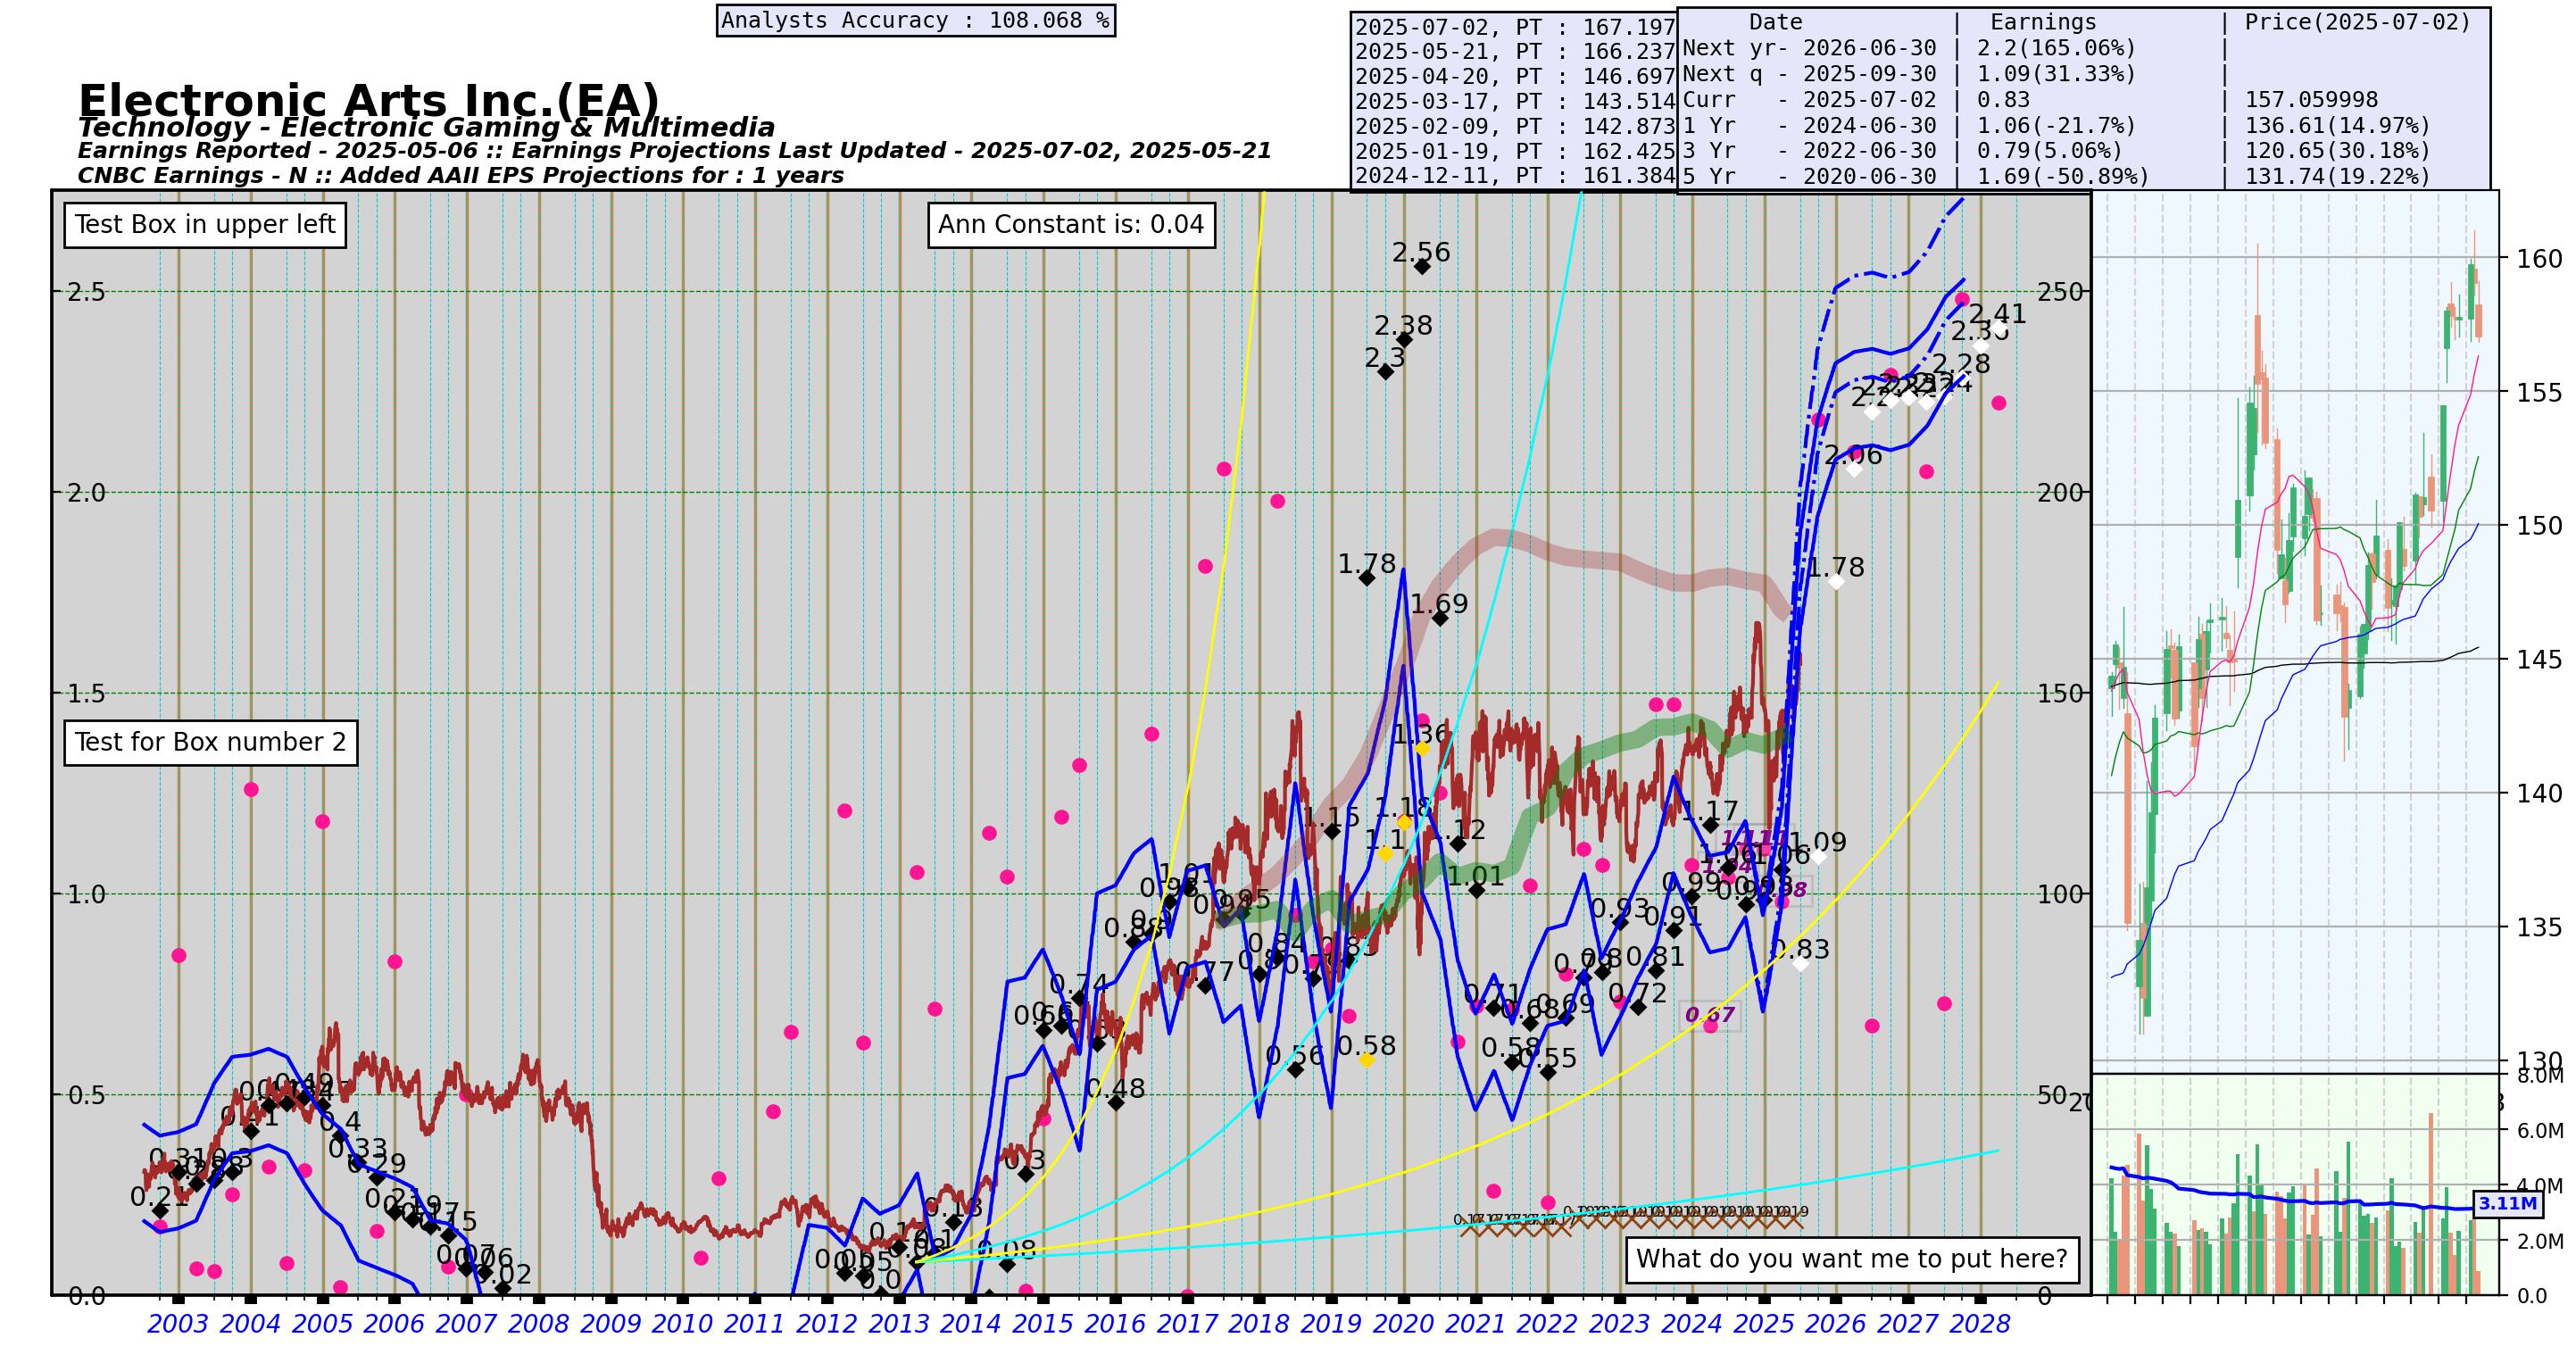 Analysts Accuracy : 108.068 %
2025-07-02, PT : 167.197
2025-05-21, PT : 166.237
2025-04-20, PT : 146.697
2025-03-17, PT : 143.514
2025-02-09, PT : 142.873
2025-01-19, PT : 162.425
2024-12-11, PT : 161.384
Date | Earnings | Price(2025-07-02)
Next yr- 2026-06-30 | 2.2(165.06%) |
Next q - 2025-09-30 | 1.09(31.33%) |
Curr - 2025-07-02 | 0.83 | 157.059998
1 Yr - 2024-06-30 | 1.06(-21.7%) | 136.61(14.97%)
3 Yr - 2022-06-30 | 0.79(5.06%) | 120.65(30.18%)
5 Yr - 2020-06-30 | 1.69(-50.89%) | 131.74(19.22%)
Electronic Arts Inc.(EA)
Technology - Electronic Gaming & Multimedia
Earnings Reported - 2025-05-06 :: Earnings Projections Last Updated - 2025-07-02, 2025-05-21
CNBC Earnings - N :: Added AAII EPS Projections for : 1 years
Test Box in upper left
Ann Constant is: 0.04
2.56
2.38
2.3
1.78
1.69
1.36
1.18
1.15
1.1
1.12
1.01
2.41
2.28
2.06
1.78
1.17
1.09
0.83
2.5
2.0
1.5
1.0
0.5
0.0
250
200
150
100
50
0
Test for Box number 2
0.21
0.4
0.33
0.29
0.15
0.02
0.13
0.08
0.3
0.74
0.48
0.77
0.95
0.84
0.56
0.58
0.71
0.68
0.69
0.58
0.55
0.93
0.91
0.81
0.72
0.99
0.67
What do you want me to put here?
2003 2004 2005 2006 2007 2008 2009 2010 2011 2012 2013 2014 2015 2016 2017 2018 2019 2020 2021 2022 2023 2024 2025 2026 2027 2028
160
155
150
145
140
135
130
8.0M
6.0M
4.0M
3.11M
2.0M
0.0